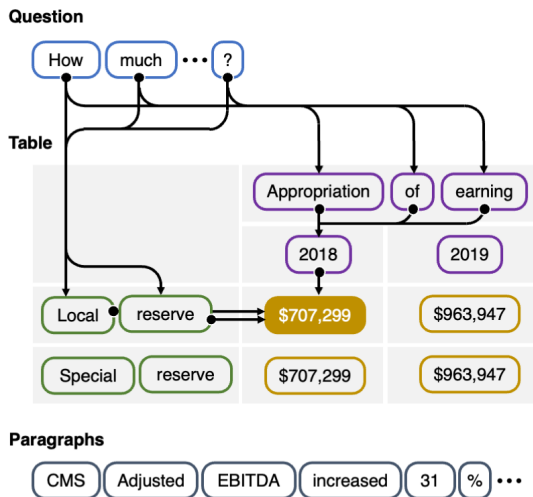 Question
How much ••• ?
Table
Appropriation of earning
2018 2019
Local reserve $707,299 $963,947
Special reserve $707,299 $963,947
Paragraphs
CMS Adjusted EBITDA increased 31 % •••